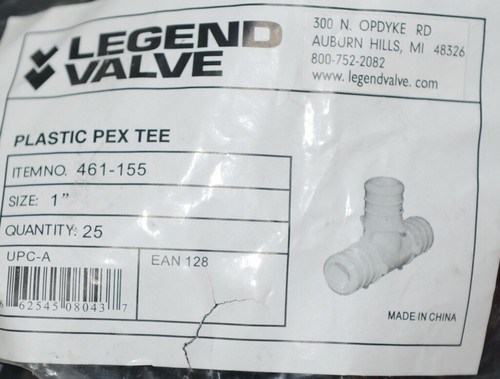 LEGEND
VALVE
300 N. OPDYKE RD
AUBURN HILLS, MI 48326
800-752-2082
www.legendvalve.com
PLASTIC PEX TEE
ITEMNO. 461-155
SIZE: 1"
QUANTITY: 25
UPC-A
EAN 128
62545 08043 7
MADE IN CHINA